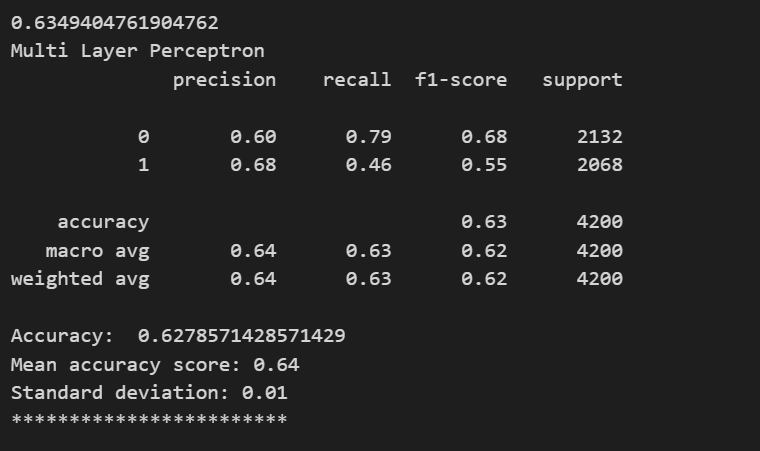 0.6349404761904762
Multi Layer Perceptron
              precision    recall  f1-score   support

           0       0.60      0.79      0.68      2132
           1       0.68      0.46      0.55      2068

    accuracy                           0.63      4200
   macro avg       0.64      0.63      0.62      4200
weighted avg       0.64      0.63      0.62      4200

Accuracy:  0.6278571428571429
Mean accuracy score: 0.64
Standard deviation: 0.01
************************